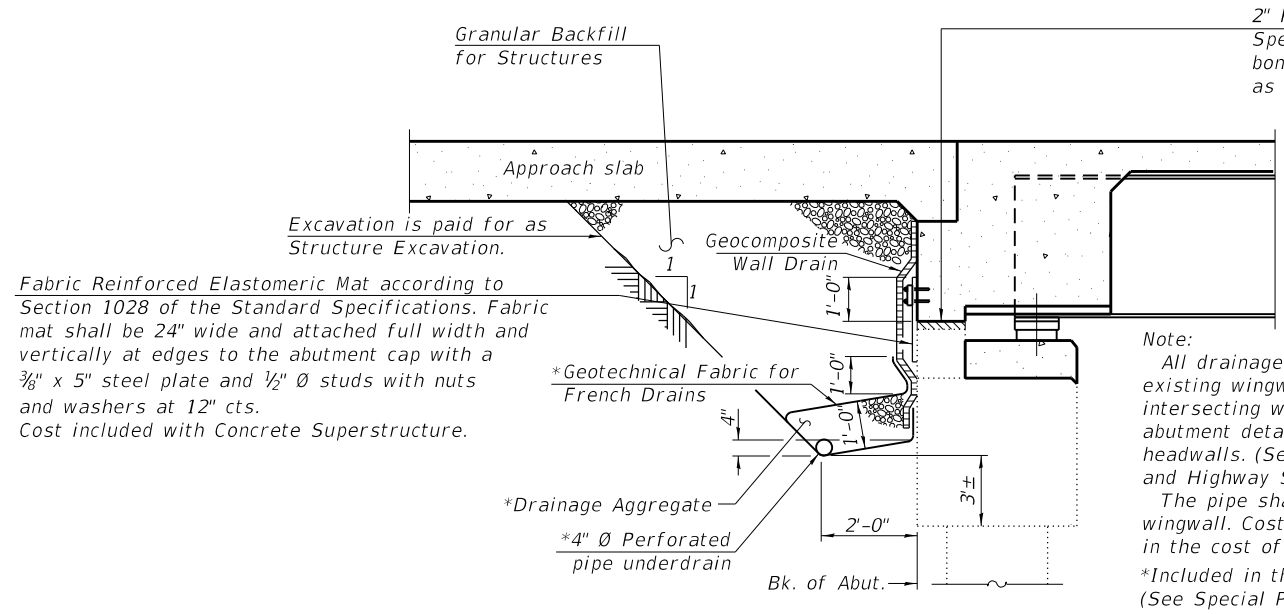 Granular Backfill
for Structures
2"
bon
as
Approach slab
Excavation is paid for as
Structure Excavation.
Geocomposite
Wall Drain
1
1
1'-0"
Fabric Reinforced Elastomeric Mat according to
Section 1028 of the Standard Specifications. Fabric
mat shall be 24" wide and attached full width and
vertically at edges to the abutment cap with a
3/8" x 5" steel plate and 1/2" Ø studs with nuts
and washers at 12" cts.
Cost included with Concrete Superstructure.
*Geotechnical Fabric for
French Drains
1'-0"
1'-0"
4"
*Drainage Aggregate
*4" Ø Perforated
pipe underdrain
2'-0"
3'±
Bk. of Abut.
Note:
All drainage
existing wingw
intersecting w
abutment deta
headwalls. (Se
and Highway S
The pipe sha
wingwall. Cost
in the cost of
*Included in th
(See Special P